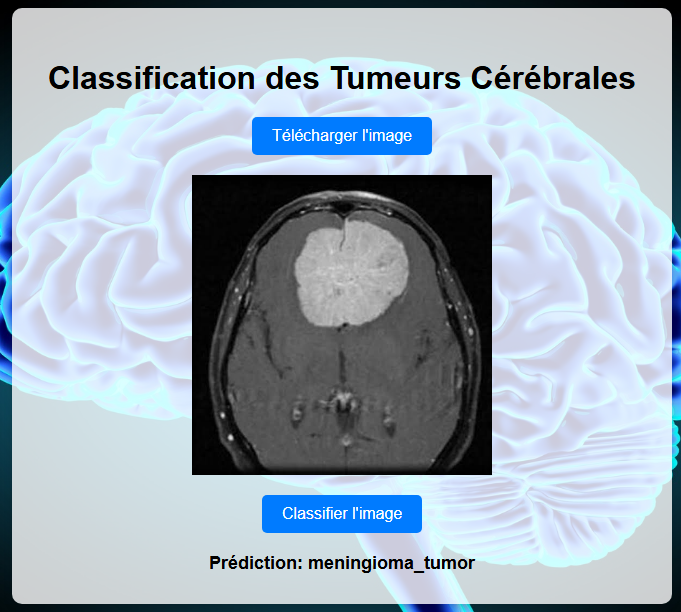 Classification des Tumeurs Cérébrales
Télécharger l'image
Classifier l'image
Prédiction: meningioma_tumor